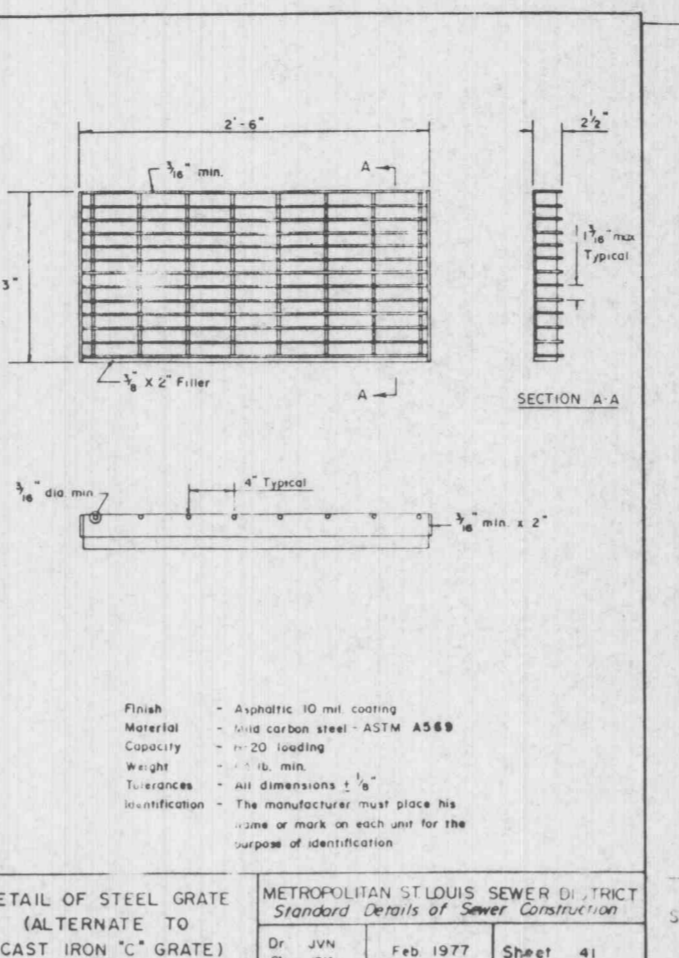 2'-6"
2 1/2"
3/16" min.
A
1 3/16" max
Typical
3"
3/8" X 2" Filler
A
SECTION A-A
3/16" dia. min.
4" Typical
3/16" min. x 2"
Finish - Asphaltic 10 mil. coating
Material - Mild carbon steel - ASTM A569
Capacity - 20 loading
Weight - lb. min.
Tolerances - All dimensions ± 1/8"
Identification - The manufacturer must place his
name or mark on each unit for the
purpose of identification
ETAIL OF STEEL GRATE
(ALTERNATE TO
CAST IRON "C" GRATE)
METROPOLITAN ST LOUIS SEWER DISTRICT
Standard Details of Sewer Construction
Dr. JVN
Feb. 1977
Sheet 41